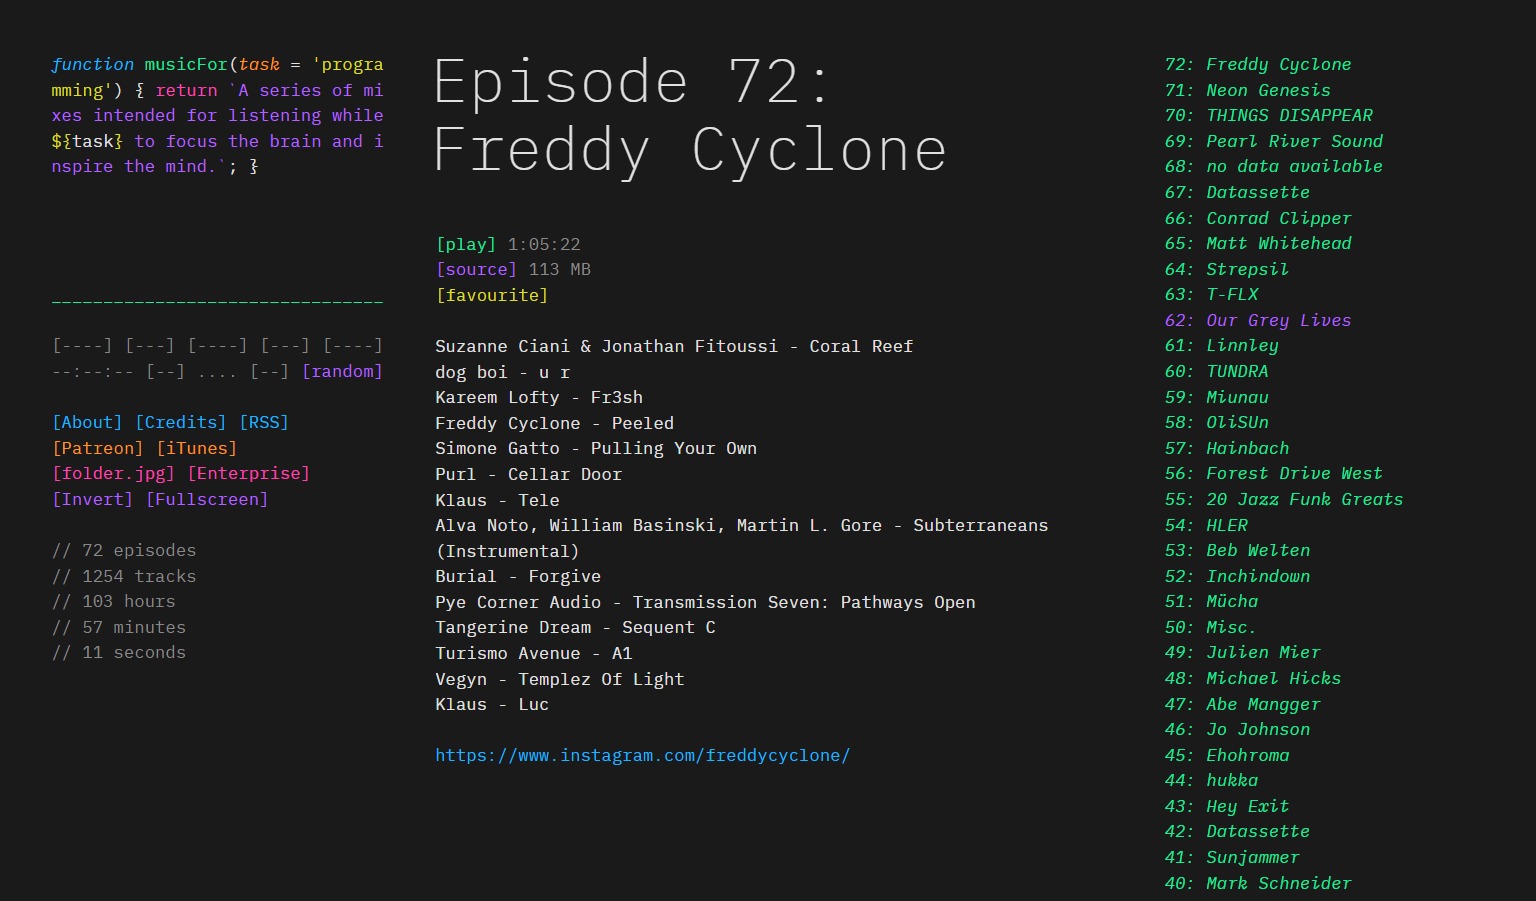 function musicFor(task = 'progra
mming') { return `A series of mi
xes intended for listening while
${task} to focus the brain and i
nspire the mind.`; }
________________________________
[----] [---] [----] [---] [----]
--:--:-- [--] .... [--] [random]
[About] [Credits] [RSS]
[Patreon] [iTunes]
[folder.jpg] [Enterprise]
[Invert] [Fullscreen]
// 72 episodes
// 1254 tracks
// 103 hours
// 57 minutes
// 11 seconds
Episode 72:
Freddy Cyclone
[play] 1:05:22
[source] 113 MB
[favourite]
Suzanne Ciani & Jonathan Fitoussi - Coral Reef
dog boi - u r
Kareem Lofty - Fr3sh
Freddy Cyclone - Peeled
Simone Gatto - Pulling Your Own
Purl - Cellar Door
Klaus - Tele
Alva Noto, William Basinski, Martin L. Gore - Subterraneans
(Instrumental)
Burial - Forgive
Pye Corner Audio - Transmission Seven: Pathways Open
Tangerine Dream - Sequent C
Turismo Avenue - A1
Vegyn - Templez Of Light
Klaus - Luc
https://www.instagram.com/freddycyclone/
72: Freddy Cyclone
71: Neon Genesis
70: THINGS DISAPPEAR
69: Pearl River Sound
68: no data available
67: Datassette
66: Conrad Clipper
65: Matt Whitehead
64: Strepsil
63: T-FLX
62: Our Grey Lives
61: Linnley
60: TUNDRA
59: Miunau
58: OliSUn
57: Hainbach
56: Forest Drive West
55: 20 Jazz Funk Greats
54: HLER
53: Beb Welten
52: Inchindown
51: Mücha
50: Misc.
49: Julien Mier
48: Michael Hicks
47: Abe Mangger
46: Jo Johnson
45: Ehohroma
44: hukka
43: Hey Exit
42: Datassette
41: Sunjammer
40: Mark Schneider